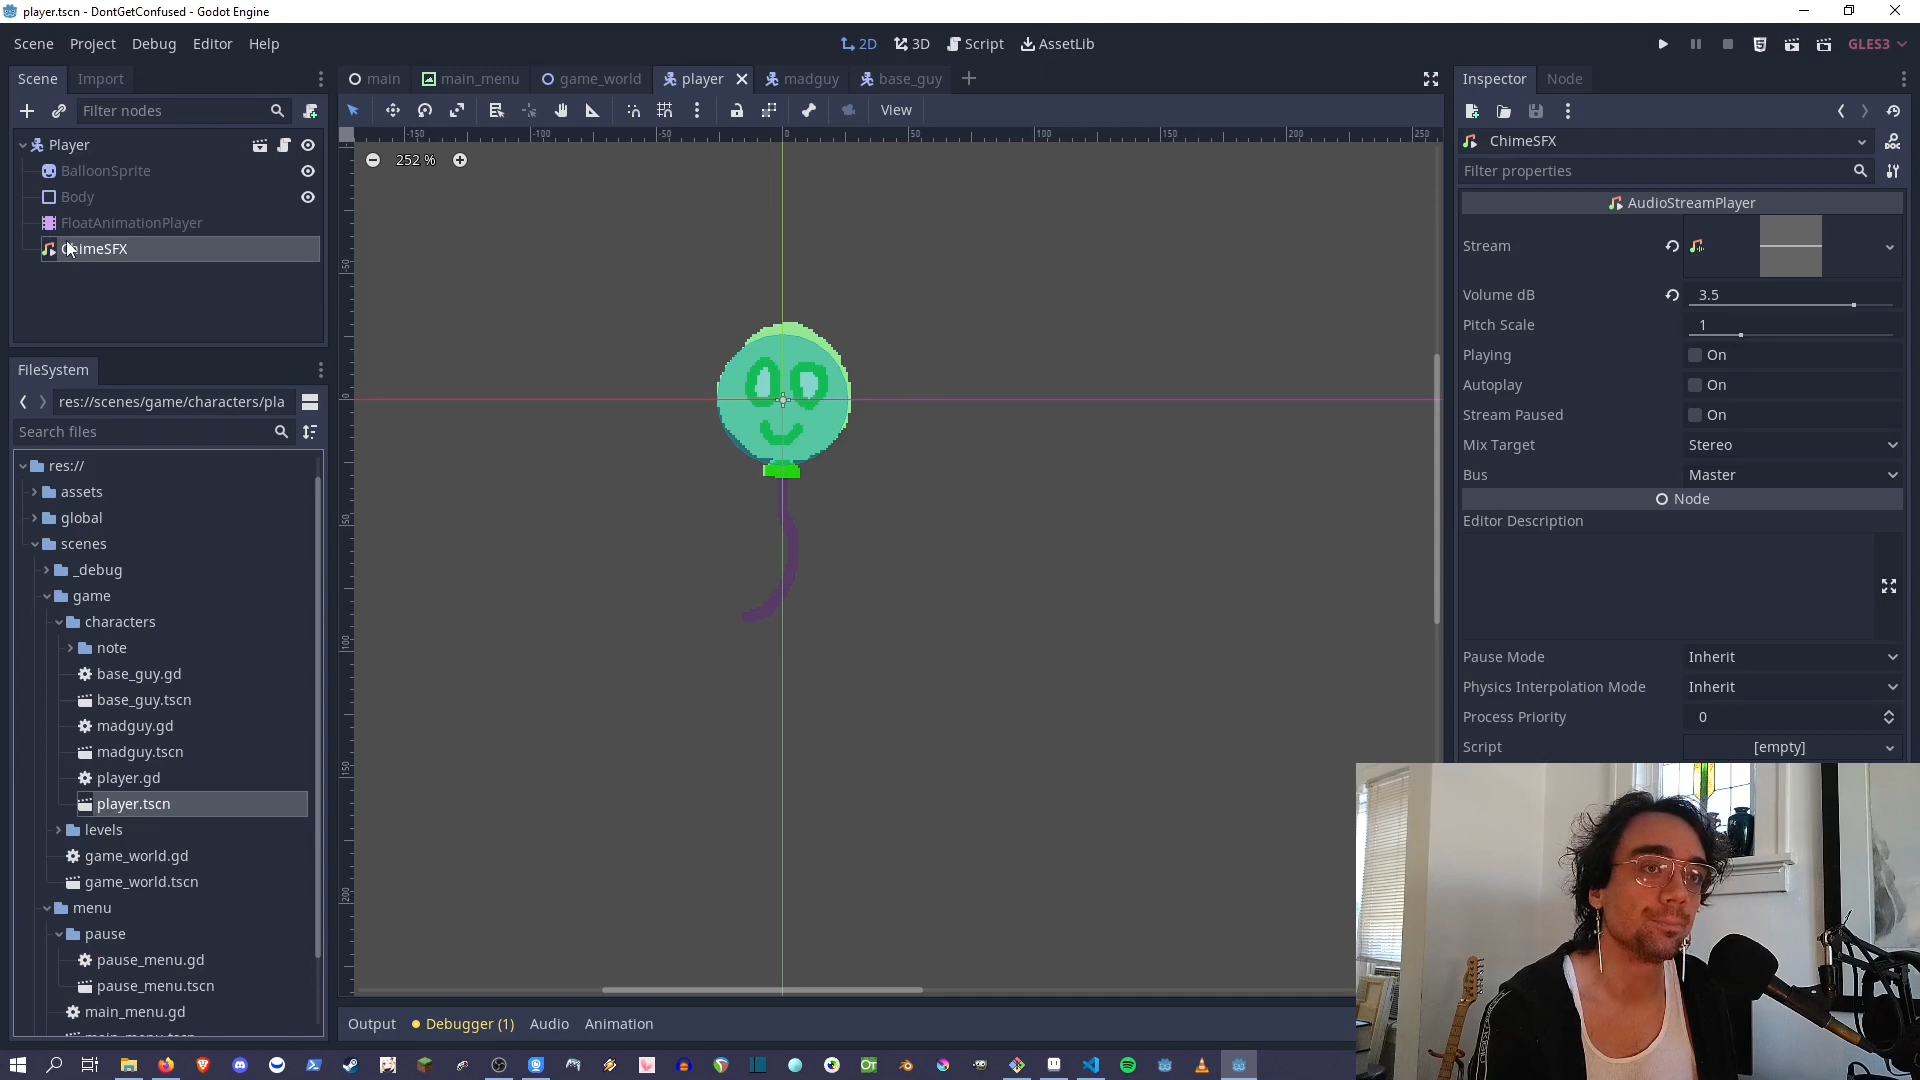 player.tscn - DontGetConfused - Godot Engine
Scene Project Debug Editor Help
2D 3D Script AssetLib
GLES3
Scene Import
main main_menu game_world player madguy base_guy
Inspector Node
Filter nodes
View
Player
BalloonSprite
Body
FloatAnimationPlayer
ChimeSFX
252 %
-150 -100 -50 0 50 100 150 200 250
-50
0
50
100
150
200
ChimeSFX
Filter properties
AudioStreamPlayer
Stream
Volume dB 3.5
Pitch Scale 1
Playing On
Autoplay On
Stream Paused On
Mix Target Stereo
Bus Master
Node
Editor Description
Pause Mode Inherit
Physics Interpolation Mode Inherit
Process Priority 0
Script [empty]
FileSystem
res://scenes/game/characters/pla
Search files
res://
assets
global
scenes
_debug
game
characters
note
base_guy.gd
base_guy.tscn
madguy.gd
madguy.tscn
player.gd
player.tscn
levels
game_world.gd
game_world.tscn
menu
pause
pause_menu.gd
pause_menu.tscn
main_menu.gd
Output Debugger (1) Audio Animation